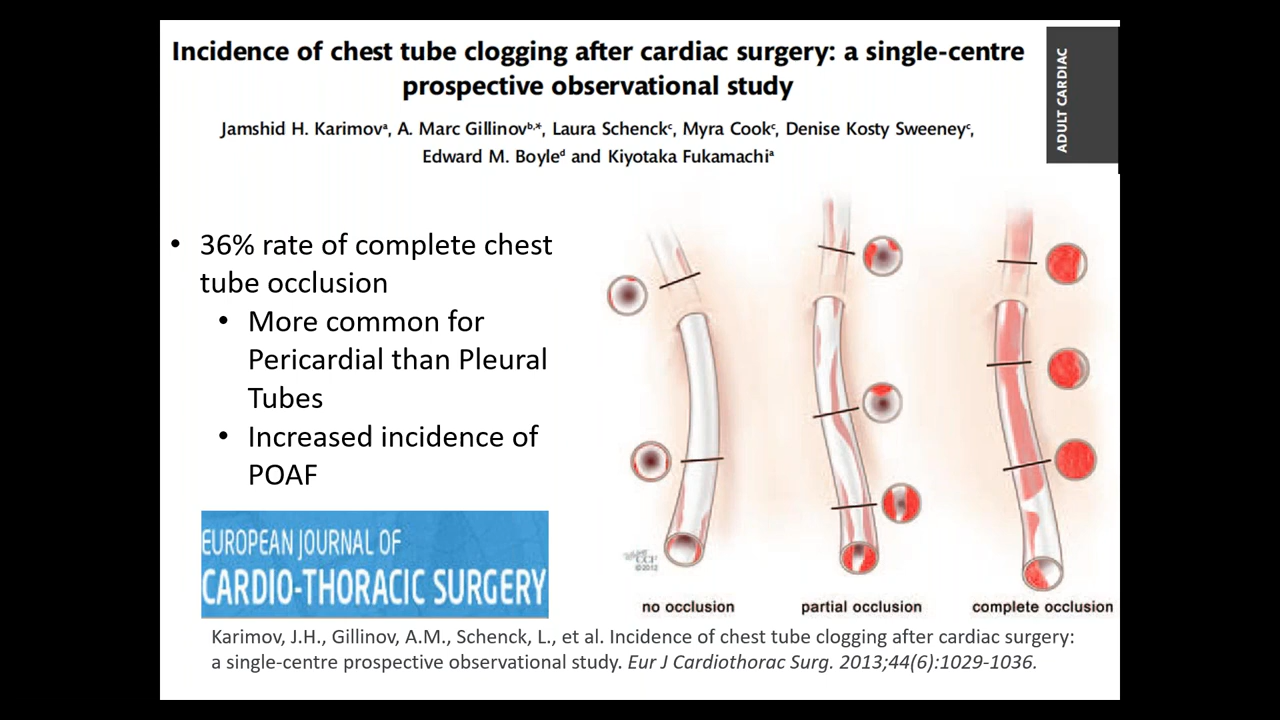 Incidence of chest tube clogging after cardiac surgery: a single-centre
prospective observational study
ADULT CARDIAC
Jamshid H. Karimovᵃ, A. Marc Gillinovᵇ,*, Laura Schenckᶜ, Myra Cookᶜ, Denise Kosty Sweeneyᶜ,
Edward M. Boyleᵈ and Kiyotaka Fukamachiᵃ
• 36% rate of complete chest
tube occlusion
• More common for
Pericardial than Pleural
Tubes
• Increased incidence of
POAF
EUROPEAN JOURNAL OF
CARDIO-THORACIC SURGERY
CCF
©2012
no occlusion
partial occlusion
complete occlusion
Karimov, J.H., Gillinov, A.M., Schenck, L., et al. Incidence of chest tube clogging after cardiac surgery:
a single-centre prospective observational study. Eur J Cardiothorac Surg. 2013;44(6):1029-1036.